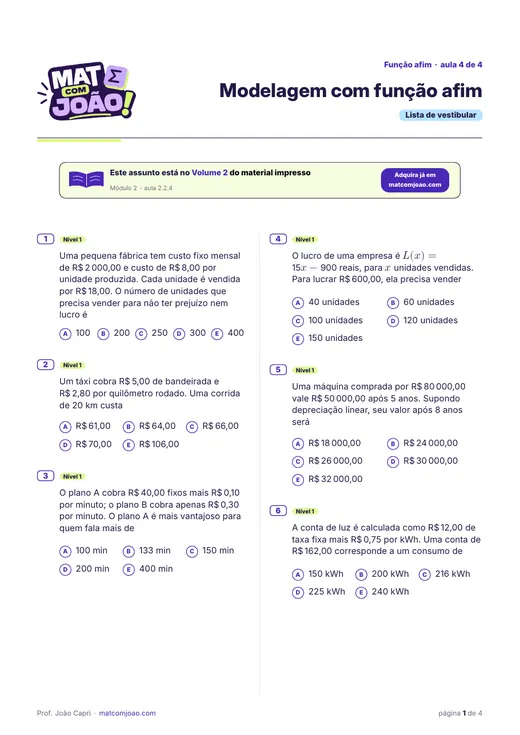 MAT Σ
COM
JOÃO!
Função afim · aula 4 de 4
Modelagem com função afim
Lista de vestibular
Este assunto está no Volume 2 do material impresso
Módulo 2 · aula 2.2.4
Adquira já em
matcomjoao.com
1 Nível 1
Uma pequena fábrica tem custo fixo mensal
de R$ 2 000,00 e custo de R$ 8,00 por
unidade produzida. Cada unidade é vendida
por R$ 18,00. O número de unidades que
precisa vender para não ter prejuízo nem
lucro é
A 100 B 200 C 250 D 300 E 400
2 Nível 1
Um táxi cobra R$ 5,00 de bandeirada e
R$ 2,80 por quilômetro rodado. Uma corrida
de 20 km custa
A R$ 61,00 B R$ 64,00 C R$ 66,00
D R$ 70,00 E R$ 106,00
3 Nível 1
O plano A cobra R$ 40,00 fixos mais R$ 0,10
por minuto; o plano B cobra apenas R$ 0,30
por minuto. O plano A é mais vantajoso para
quem fala mais de
A 100 min B 133 min C 150 min
D 200 min E 400 min
4 Nível 1
O lucro de uma empresa é L(x) =
15x − 900 reais, para x unidades vendidas.
Para lucrar R$ 600,00, ela precisa vender
A 40 unidades B 60 unidades
C 100 unidades D 120 unidades
E 150 unidades
5 Nível 1
Uma máquina comprada por R$ 80 000,00
vale R$ 50 000,00 após 5 anos. Supondo
depreciação linear, seu valor após 8 anos
será
A R$ 18 000,00 B R$ 24 000,00
C R$ 26 000,00 D R$ 30 000,00
E R$ 32 000,00
6 Nível 1
A conta de luz é calculada como R$ 12,00 de
taxa fixa mais R$ 0,75 por kWh. Uma conta de
R$ 162,00 corresponde a um consumo de
A 150 kWh B 200 kWh C 216 kWh
D 225 kWh E 240 kWh
Prof. João Capri · matcomjoao.com
página 1 de 4